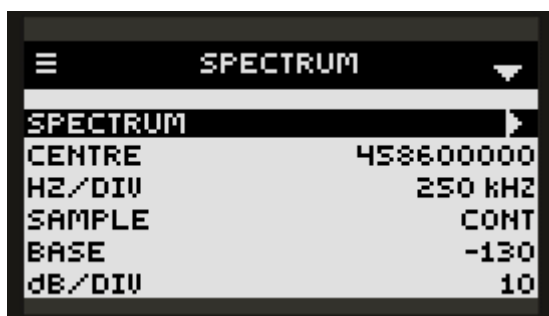 SPECTRUM
SPECTRUM
CENTRE 458600000
HZ/DIV 250 kHZ
SAMPLE CONT
BASE -130
dB/DIV 10